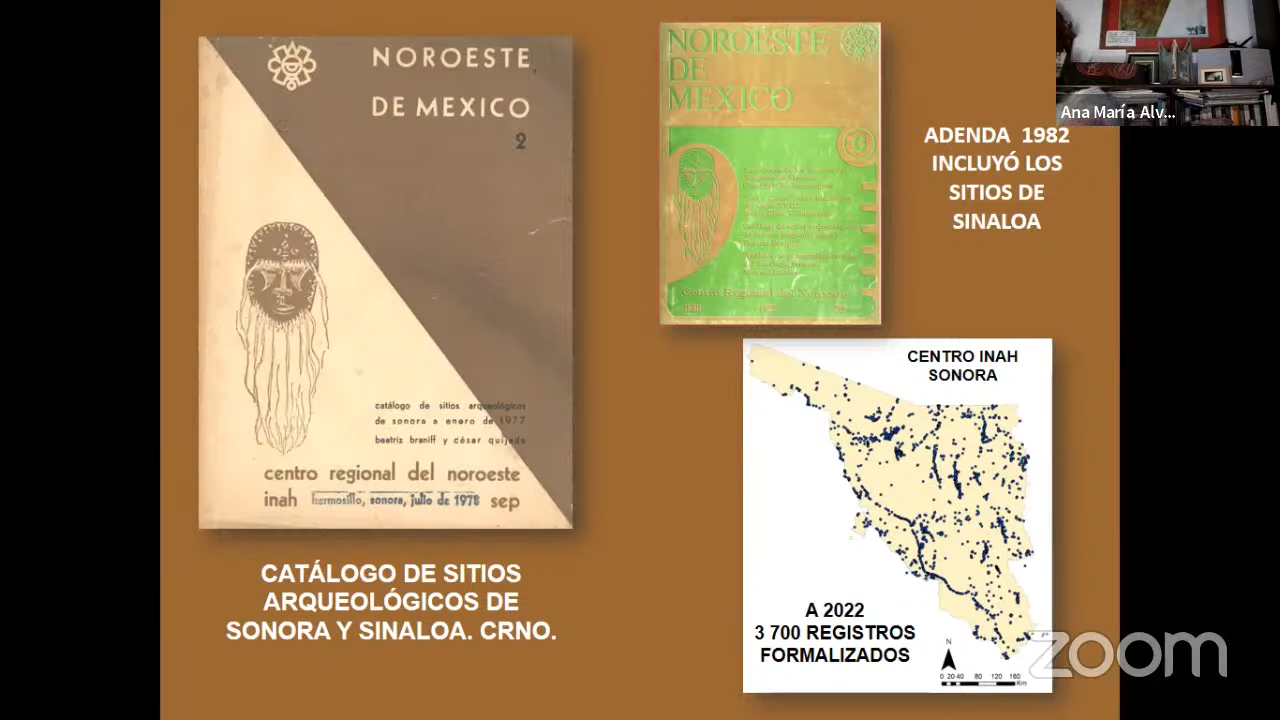 NOROESTE
DE MEXICO
2
catálogo de sitios arqueológicos
de sonora a enero de 1977
beatriz braniff y césar quijada
centro regional del noroeste
inah hermosillo, sonora, julio de 1978 sep
CATÁLOGO DE SITIOS
ARQUEOLÓGICOS DE
SONORA Y SINALOA. CRNO.
NOROESTE
DE
MEXICO
Centro Regional del Noroeste
Ana María Alv...
ADENDA 1982
INCLUYÓ LOS
SITIOS DE
SINALOA
CENTRO INAH
SONORA
A 2022
3 700 REGISTROS
FORMALIZADOS
N
0 20 40 80 120 160
Km
zoom